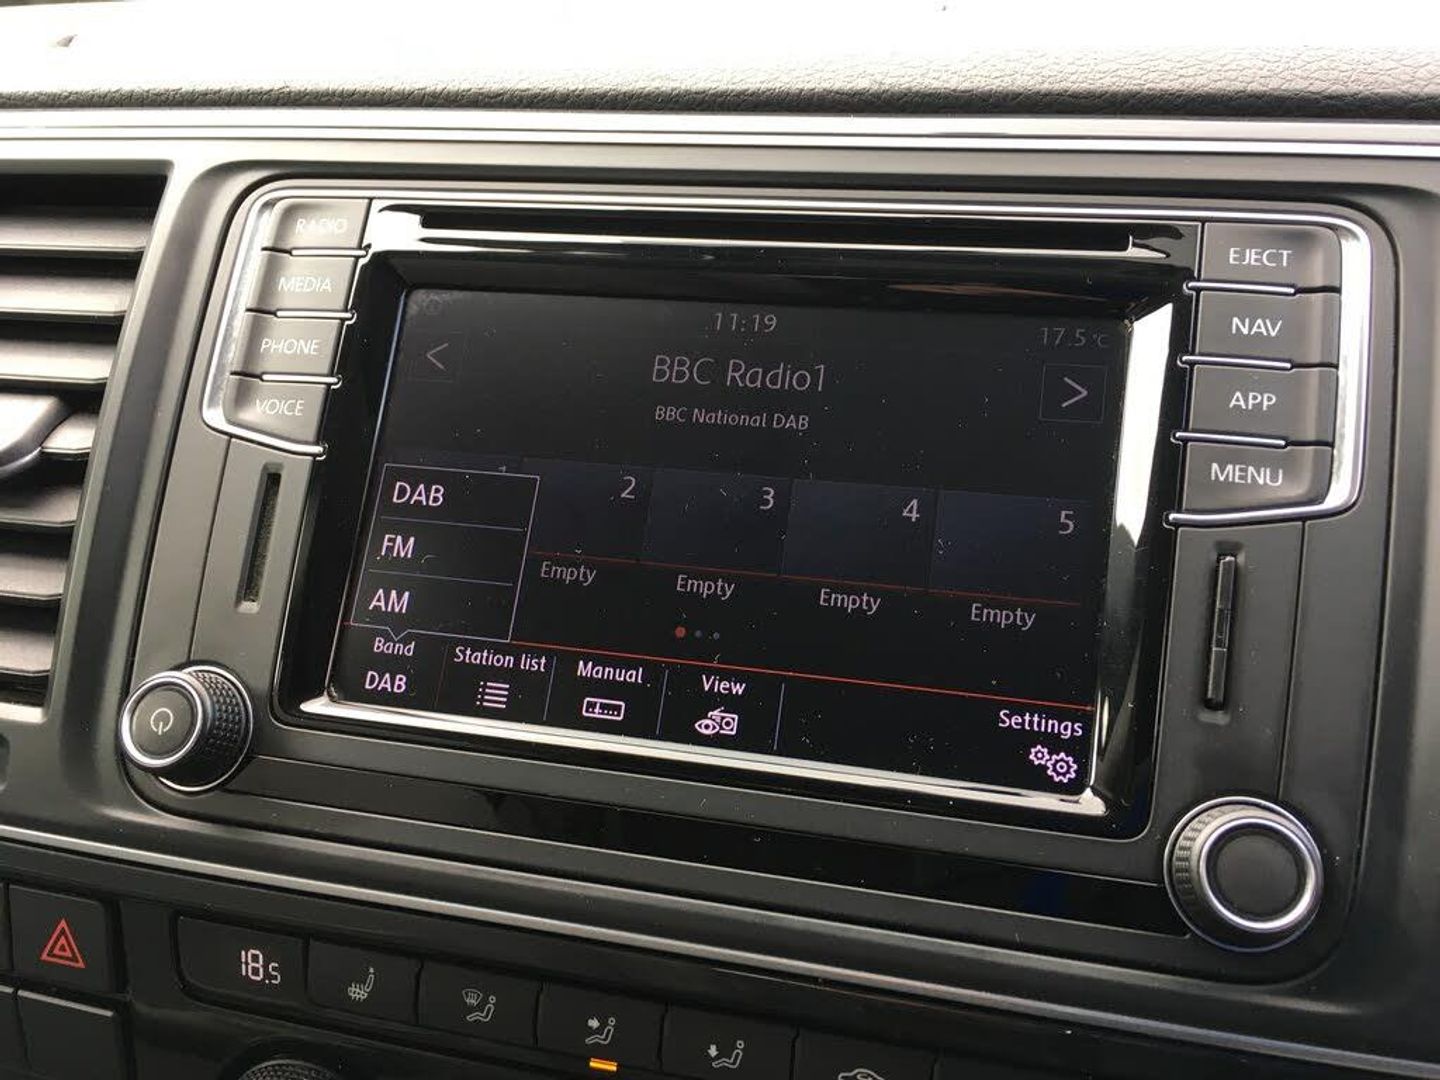 RADIO
MEDIA
PHONE
VOICE
EJECT
NAV
APP
MENU
11:19
17.5 °C
<
BBC Radio1
>
BBC National DAB
1
2
3
4
5
DAB
FM
AM
Empty
Empty
Empty
Empty
Band
DAB
Station list
Manual
View
Settings
18.5